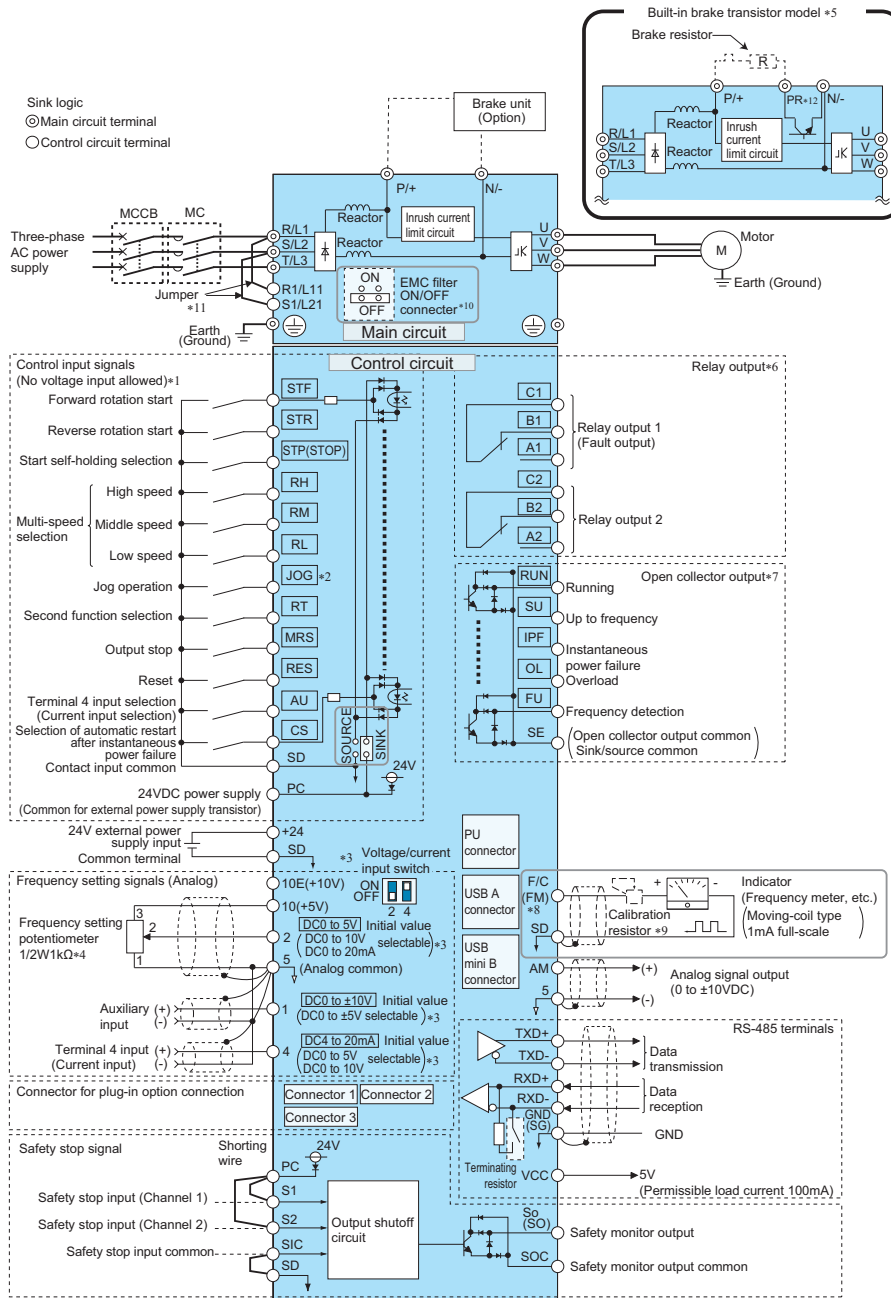 Built-in brake transistor model *5
Brake resistor
R
P/+
PR*12
N/-
R/L1
S/L2
T/L3
Reactor
Reactor
Inrush
current
limit circuit
U
V
W
Sink logic
Main circuit terminal
Control circuit terminal
Brake unit
(Option)
P/+
N/-
MCCB
MC
Three-phase
AC power
supply
R/L1
S/L2
T/L3
R1/L11
S1/L21
Jumper
*11
Earth
(Ground)
Reactor
Reactor
Inrush current
limit circuit
ON
OFF
EMC filter
ON/OFF
connecter*10
Main circuit
U
V
W
M
Motor
Earth (Ground)
Control circuit
Control input signals
(No voltage input allowed)*1
Forward rotation start
STF
Reverse rotation start
STR
Start self-holding selection
STP(STOP)
Multi-speed
selection
High speed
RH
Middle speed
RM
Low speed
RL
Jog operation
JOG *2
Second function selection
RT
Output stop
MRS
Reset
RES
Terminal 4 input selection
(Current input selection)
AU
Selection of automatic restart
after instantaneous
power failure
CS
Contact input common
SD
SOURCE
SINK
24V
24VDC power supply
(Common for external power supply transistor)
PC
Relay output*6
C1
B1
A1
Relay output 1
(Fault output)
C2
B2
A2
Relay output 2
Open collector output*7
RUN
Running
SU
Up to frequency
IPF
Instantaneous
power failure
OL
Overload
FU
Frequency detection
SE
(Open collector output common
Sink/source common)
24V external power
supply input
+24
Common terminal
SD
*3
Voltage/current
input switch
ON
OFF
2 4
Frequency setting signals (Analog)
10E(+10V)
10(+5V)
Frequency setting
potentiometer
1/2W1kΩ*4
3
2
1
2
DC0 to 5V Initial value
(DC0 to 10V
DC0 to 20mA selectable)*3
5
(Analog common)
Auxiliary
input
(+)
(-)
1
DC0 to ±10V Initial value
(DC0 to ±5V selectable)*3
Terminal 4 input
(Current input)
(+)
(-)
4
DC4 to 20mA Initial value
(DC0 to 5V
DC0 to 10V selectable)*3
PU
connector
USB A
connector
USB
mini B
connector
F/C
(FM)
*8
SD
+
-
Calibration
resistor *9
Indicator
(Frequency meter, etc.)
(Moving-coil type
1mA full-scale)
AM
5
(+)
(-)
Analog signal output
(0 to ±10VDC)
RS-485 terminals
TXD+
TXD-
Data
transmission
RXD+
RXD-
Data
reception
GND
(SG)
GND
Terminating
resistor
VCC
5V
(Permissible load current 100mA)
Connector for plug-in option connection
Connector 1
Connector 2
Connector 3
Safety stop signal
Shorting
wire
24V
PC
Safety stop input (Channel 1)
S1
Safety stop input (Channel 2)
S2
Safety stop input common
SIC
SD
Output shutoff
circuit
So
(SO)
Safety monitor output
SOC
Safety monitor output common